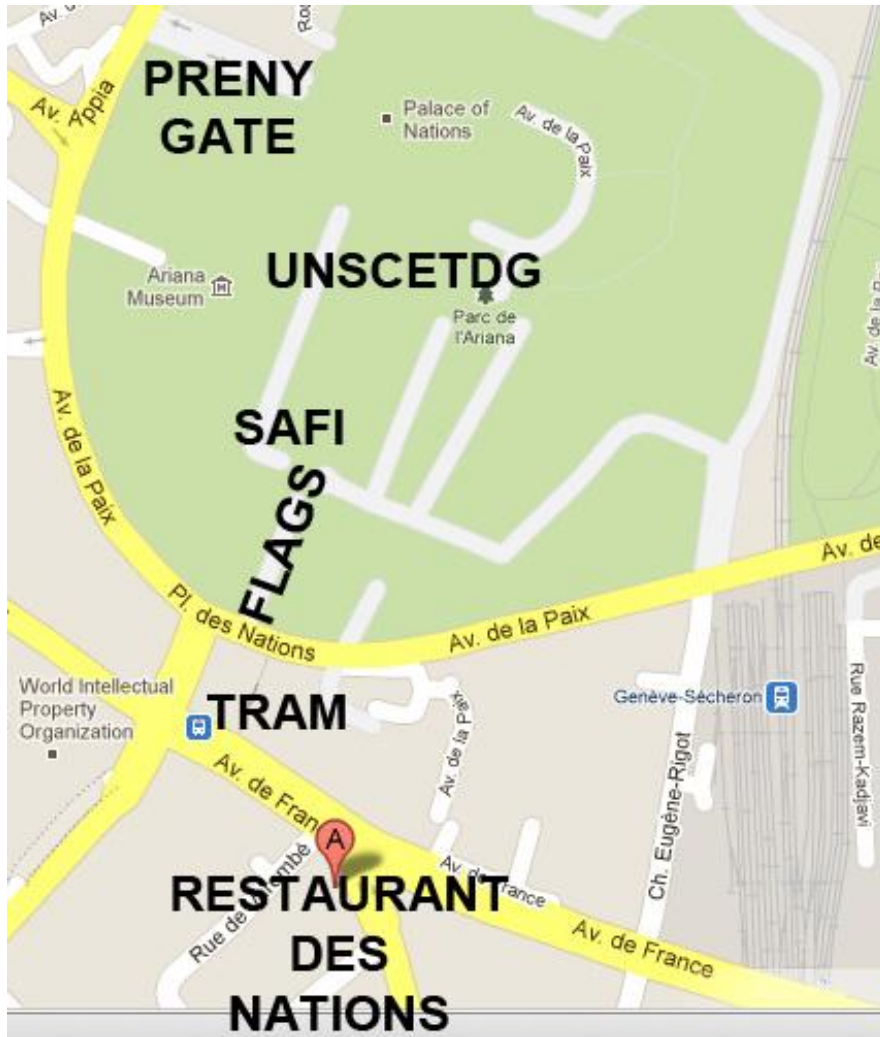 Av. Appia
PRENY
GATE
Palace of
Nations
Av. de la Paix
Ariana
Museum
UNSCETDG
Parc de
l'Ariana
Av. de la Paix
SAFI
FLAGS
Pl. des Nations
Av. de la Paix
Av. de
World Intellectual
Property
Organization
TRAM
Av. de la Paix
Genève-Sécheron
Rue Razem-Kadjavi
Ch. Eugène-Rigot
Av. de France
A
Av. de France
Av. de France
RESTAURANT
DES
NATIONS